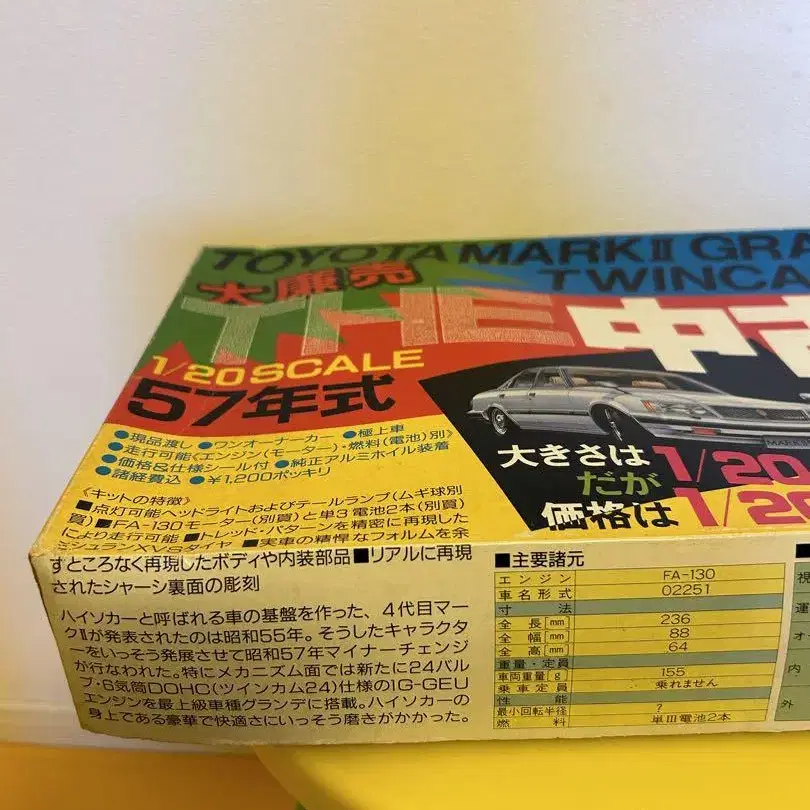 TOYOTA MARKⅡ GRA
TWINCA
大廉売
THE 中古
1/20 SCALE
57年式
●現品渡し ●ワンオーナーカー ●極上車
●走行可能〈エンジン(モーター)・燃料(電池)別〉
●価格&仕様シール付 ●純正アルミホイル装着
●諸経費込 ●¥1,200ポッキリ
大きさは 1/20
だが
価格は 1/20
MARK
《キットの特徴》
■点灯可能ヘッドライトおよびテールランプ(ムギ球別
買)■FA-130モーター(別買)と単3電池2本(別買)
により走行可能 ■トレッド・パターンを精密に再現した
ミシュランXVSタイヤ ■実車の精悍なフォルムを余
すところなく再現したボディや内装部品■リアルに再現
されたシャーシ裏面の彫刻
ハイソカーと呼ばれる車の基盤を作った、4代目マー
クⅡが発表されたのは昭和55年。そうしたキャラクタ
ーをいっそう発展させて昭和57年マイナーチェンジ
が行なわれた。特にメカニズム面では新たに24バル
ブ・6気筒DOHC(ツインカム24)仕様の1G-GEU
エンジンを最上級車種グランデに搭載。ハイソカーの
身上である豪華で快適さにいっそう磨きがかかった。
■主要諸元
エンジン FA-130
車名形式 02251
寸法
全長[mm] 236
全幅[mm] 88
全高[mm] 64
重量・定員
車両重量[g] 155
乗車定員 乗れません
性能
最小回転半径 ?
燃料 単Ⅲ電池2本
■
視
運
オ
内
外